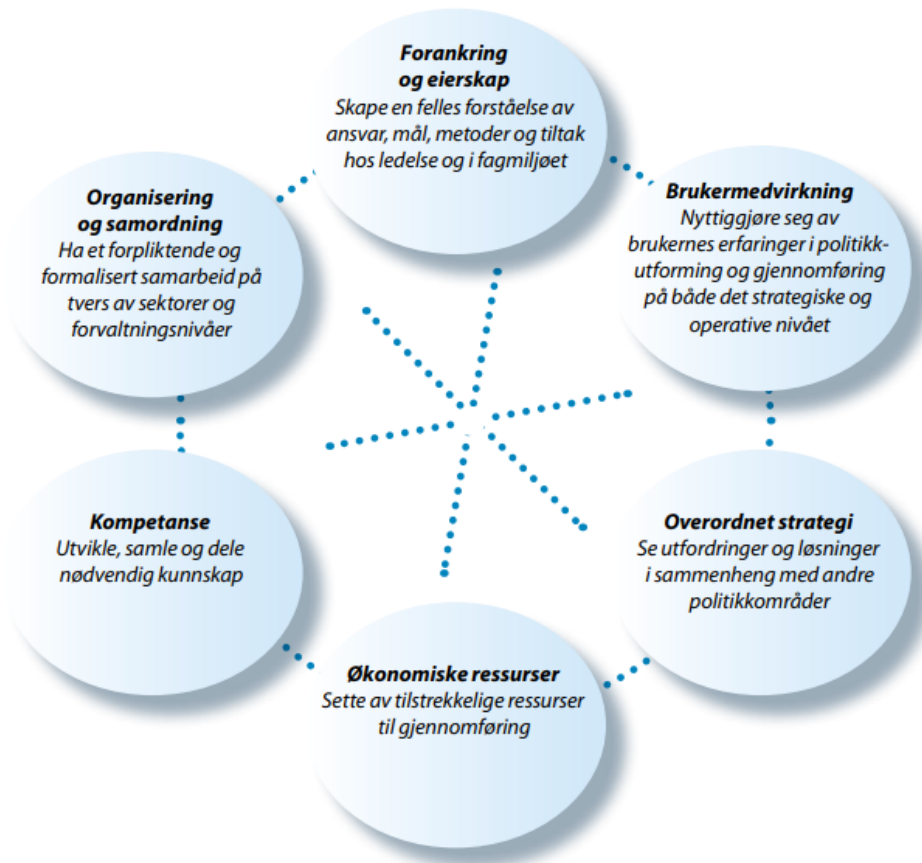 Forankring
og eierskap
Skape en felles forståelse av
ansvar, mål, metoder og tiltak
hos ledelse og i fagmiljøet
Brukermedvirkning
Nyttiggjøre seg av
brukernes erfaringer i politikk-
utforming og gjennomføring
på både det strategiske og
operative nivået
Overordnet strategi
Se utfordringer og løsninger
i sammenheng med andre
politikkområder
Økonomiske ressurser
Sette av tilstrekkelige ressurser
til gjennomføring
Kompetanse
Utvikle, samle og dele
nødvendig kunnskap
Organisering
og samordning
Ha et forpliktende og
formalisert samarbeid på
tvers av sektorer og
forvaltningsnivåer